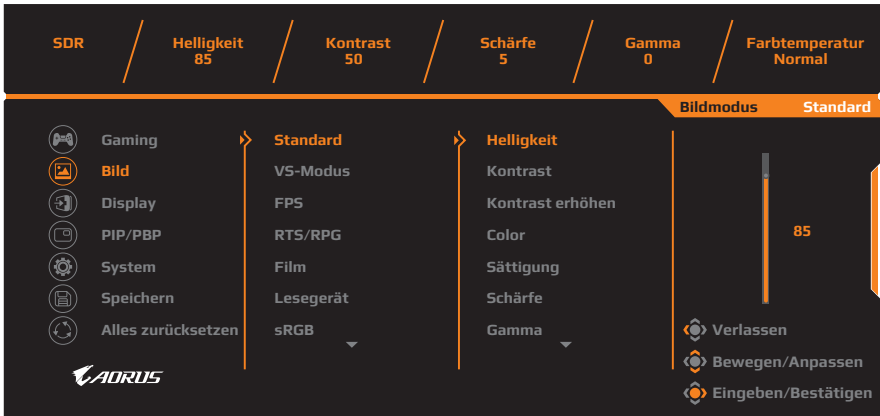 SDR
Helligkeit
85
Kontrast
50
Schärfe
5
Gamma
0
Farbtemperatur
Normal
Bildmodus Standard
Gaming
Bild
Display
PIP/PBP
System
Speichern
Alles zurücksetzen
Standard
VS-Modus
FPS
RTS/RPG
Film
Lesegerät
sRGB
Helligkeit
Kontrast
Kontrast erhöhen
Color
Sättigung
Schärfe
Gamma
85
Verlassen
Bewegen/Anpassen
Eingeben/Bestätigen
AORUS